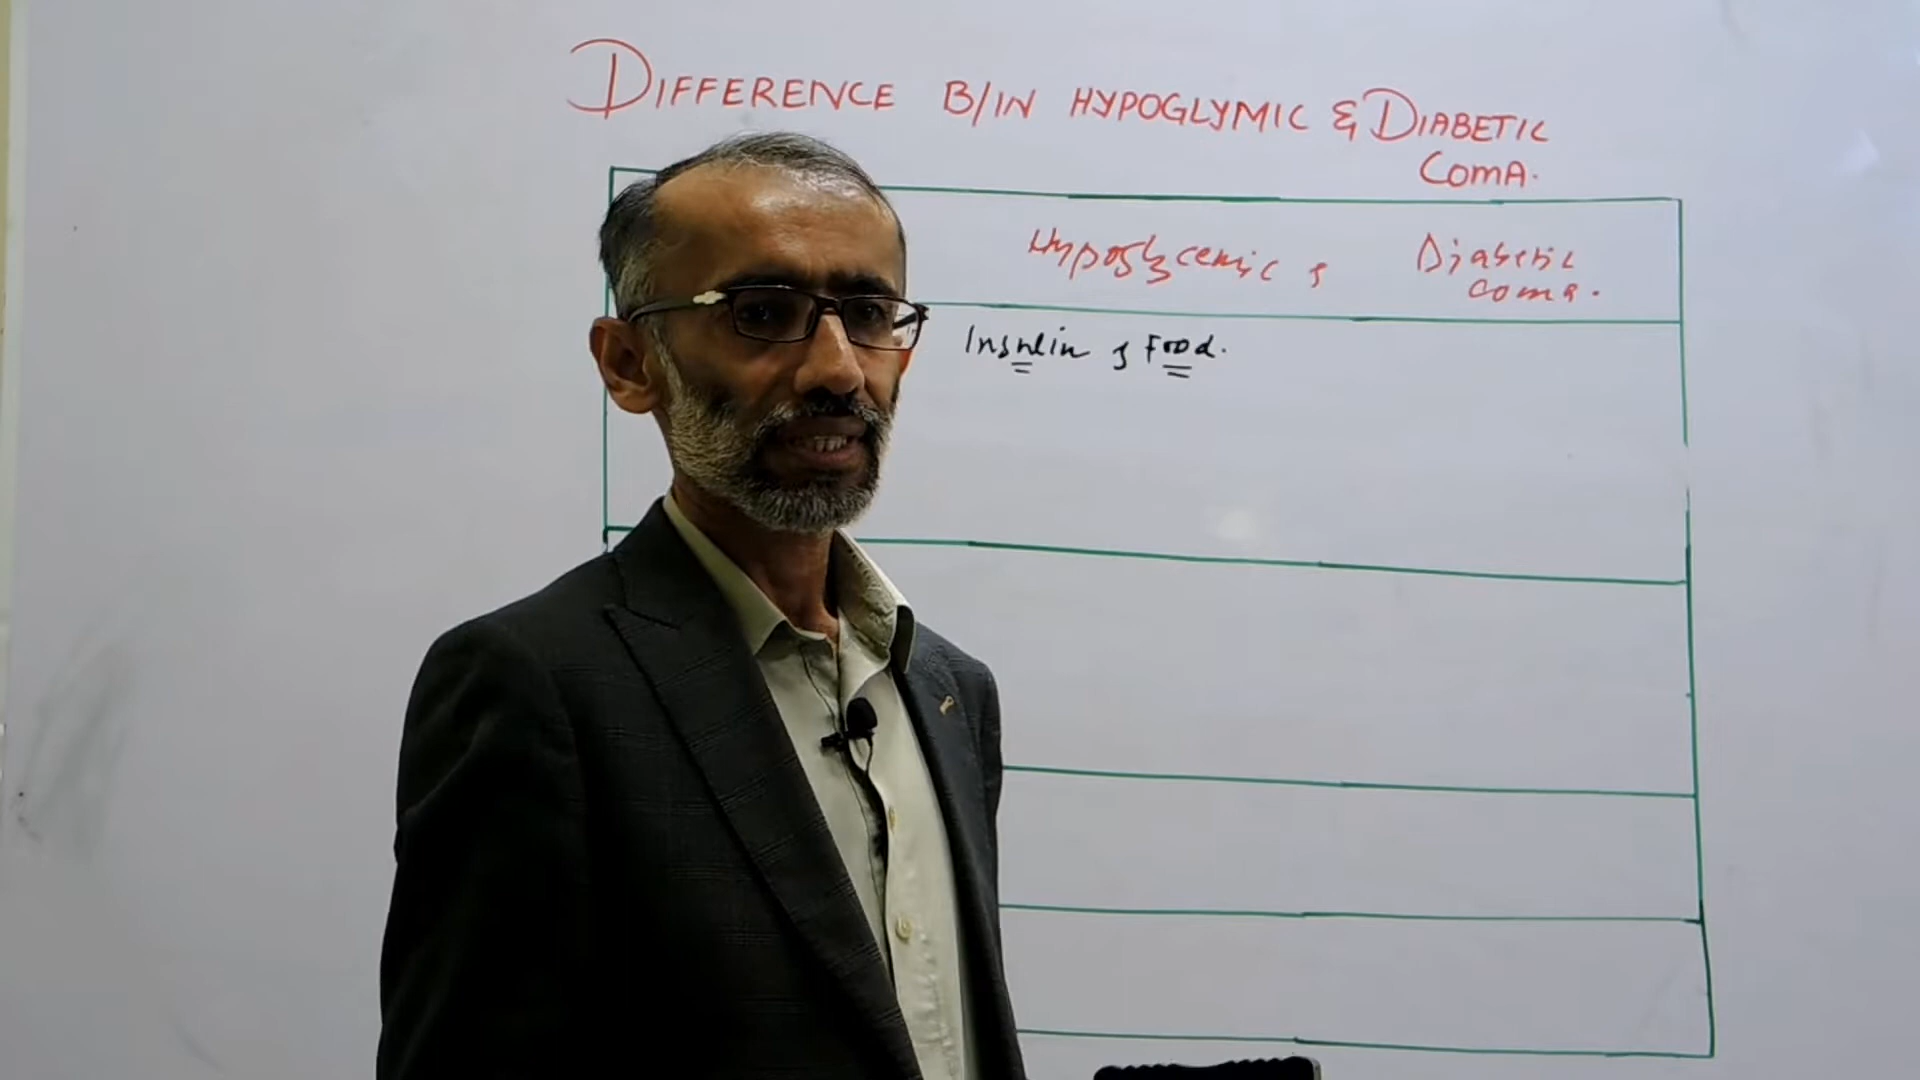 DIFFERENCE B/IN HYPOGLYMIC & DIABETIC
COMA.
Hypoglycemic & Diabetic
coma.
Insulin & Food.